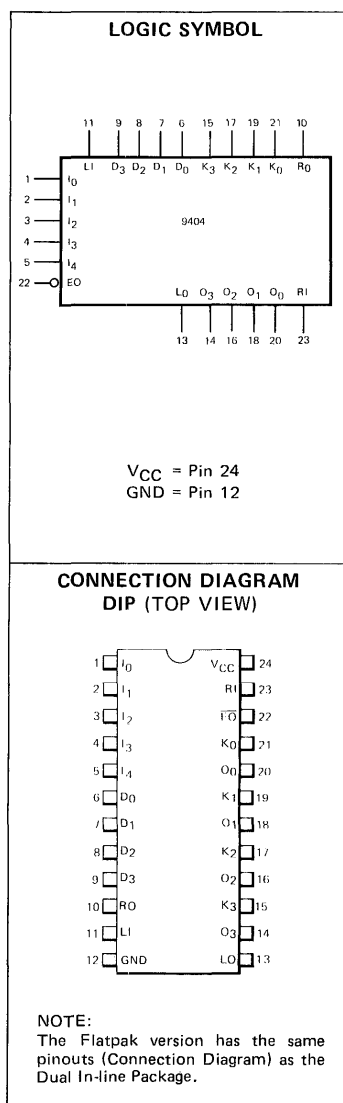 LOGIC SYMBOL
11 9 8 7 6 15 17 19 21 10
LI D3 D2 D1 D0 K3 K2 K1 K0 R0
1 I0
2 I1
9404
3 I2
4 I3
5 I4
22 EO
L0 O3 O2 O1 O0 RI
13 14 16 18 20 23
VCC = Pin 24
GND = Pin 12
CONNECTION DIAGRAM
DIP (TOP VIEW)
1 I0 VCC 24
2 I1 RI 23
3 I2 EO 22
4 I3 K0 21
5 I4 O0 20
6 D0 K1 19
7 D1 O1 18
8 D2 K2 17
9 D3 O2 16
10 RO K3 15
11 LI O3 14
12 GND LO 13
NOTE:
The Flatpak version has the same
pinouts (Connection Diagram) as the
Dual In-line Package.